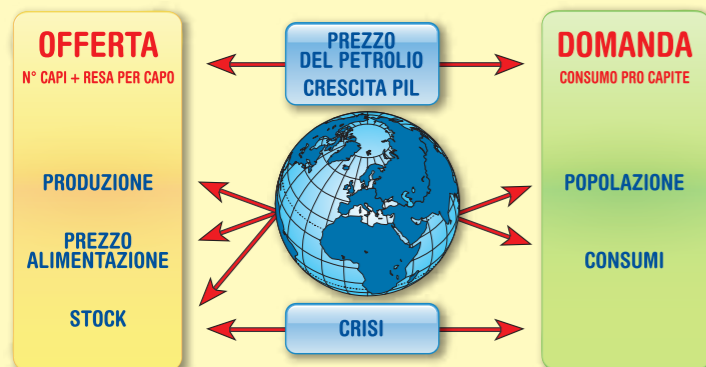 OFFERTA
N° CAPI + RESA PER CAPO
PRODUZIONE
PREZZO
ALIMENTAZIONE
STOCK
PREZZO
DEL PETROLIO
CRESCITA PIL
CRISI
DOMANDA
CONSUMO PRO CAPITE
POPOLAZIONE
CONSUMI